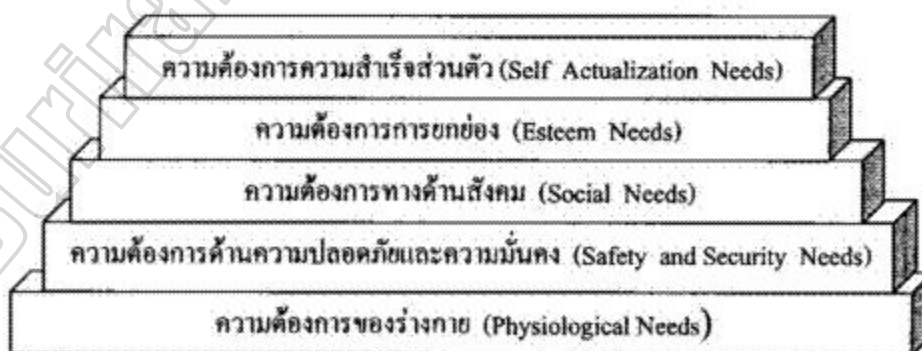 ความต้องการความสำเร็จส่วนตัว (Self Actualization Needs)
ความต้องการการยกย่อง (Esteem Needs)
ความต้องการทางด้านสังคม (Social Needs)
ความต้องการด้านความปลอดภัยและความมั่นคง (Safety and Security Needs)
ความต้องการของร่างกาย (Physiological Needs)